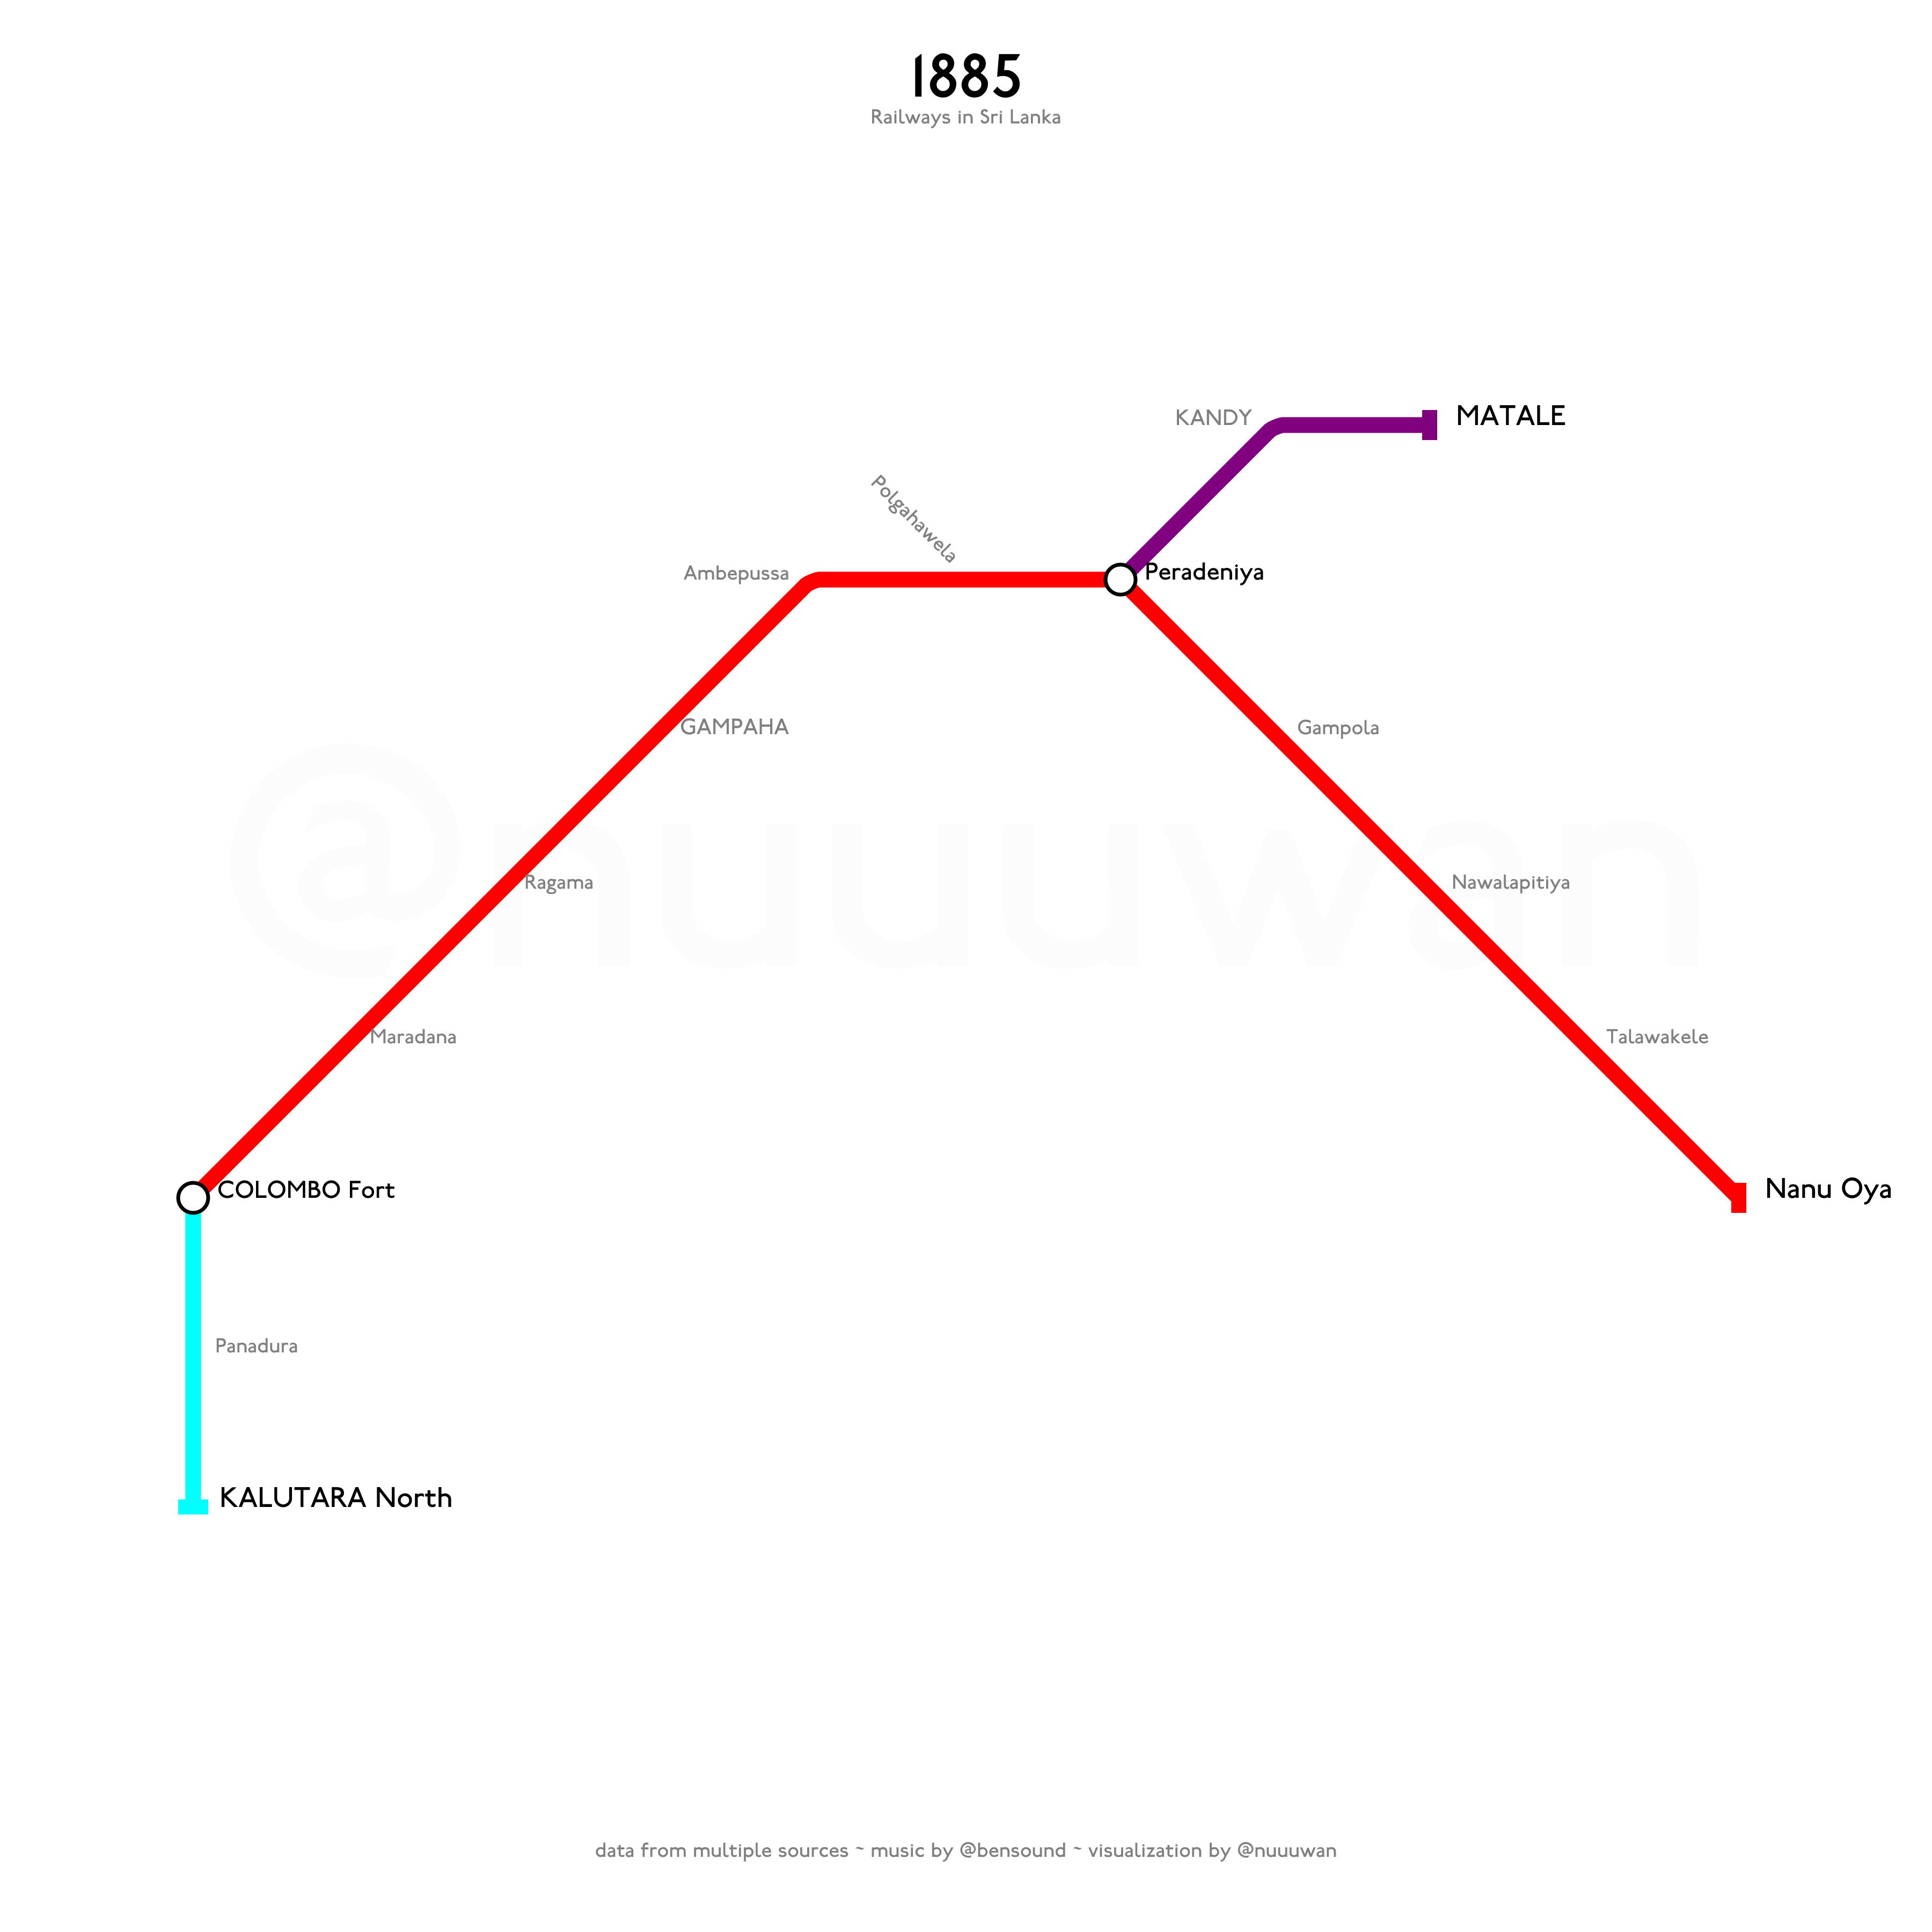 1885
Railways in Sri Lanka
KANDY
MATALE
Polgahawela
Ambepussa
Peradeniya
GAMPAHA
Gampola
@nuuuwan
Ragama
Nawalapitiya
Maradana
Talawakele
COLOMBO Fort
Nanu Oya
Panadura
KALUTARA North
data from multiple sources ~ music by @bensound ~ visualization by @nuuuwan